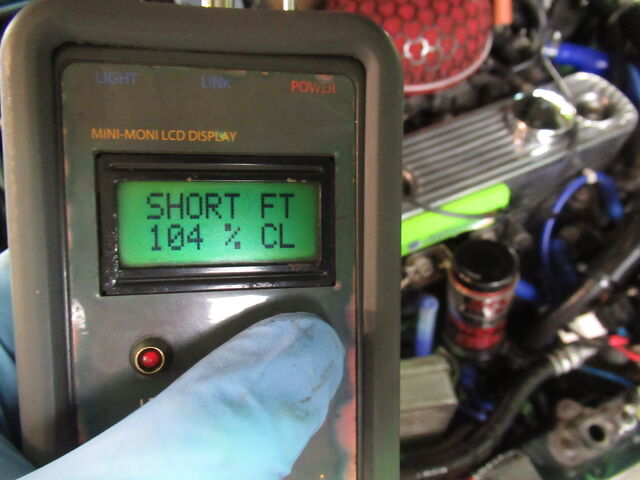 LIGHT LINK POWER
MINI-MONI LCD DISPLAY
SHORT FT
104 % CL